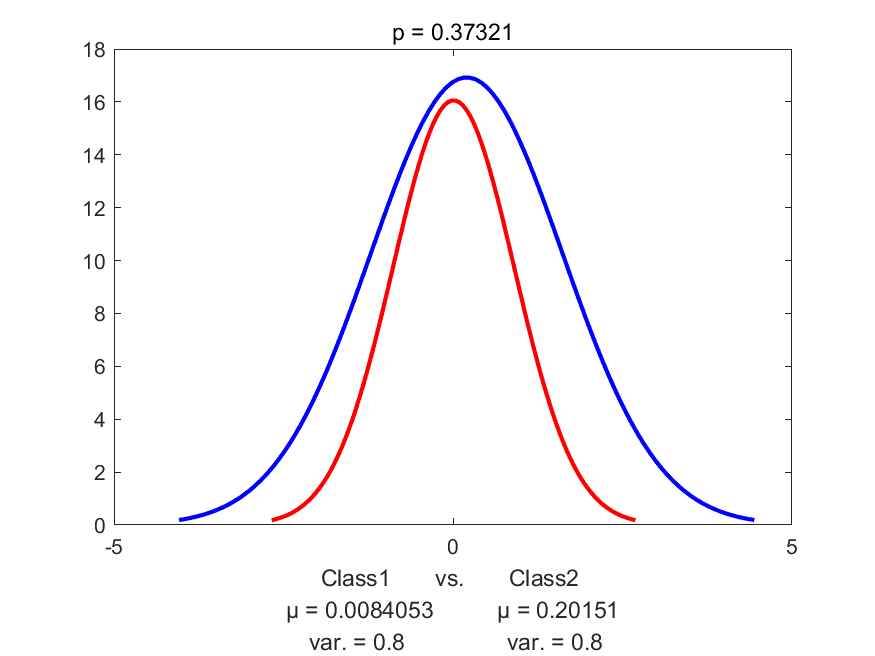 p = 0.37321
18
16
14
12
10
8
6
4
2
0
-5 0 5
Class1 vs. Class2
μ = 0.0084053 μ = 0.20151
var. = 0.8 var. = 0.8